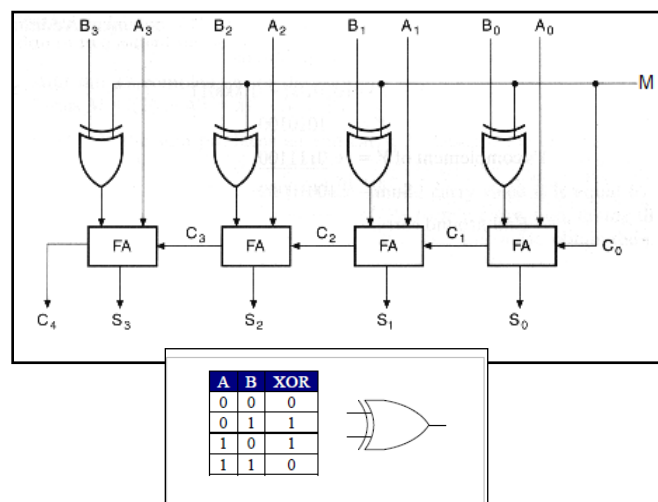 B₃ A₃ B₂ A₂ B₁ A₁ B₀ A₀
M
FA C₃ FA C₂ FA C₁ FA C₀
C₄ S₃ S₂ S₁ S₀
A B XOR
0 0 0
0 1 1
1 0 1
1 1 0